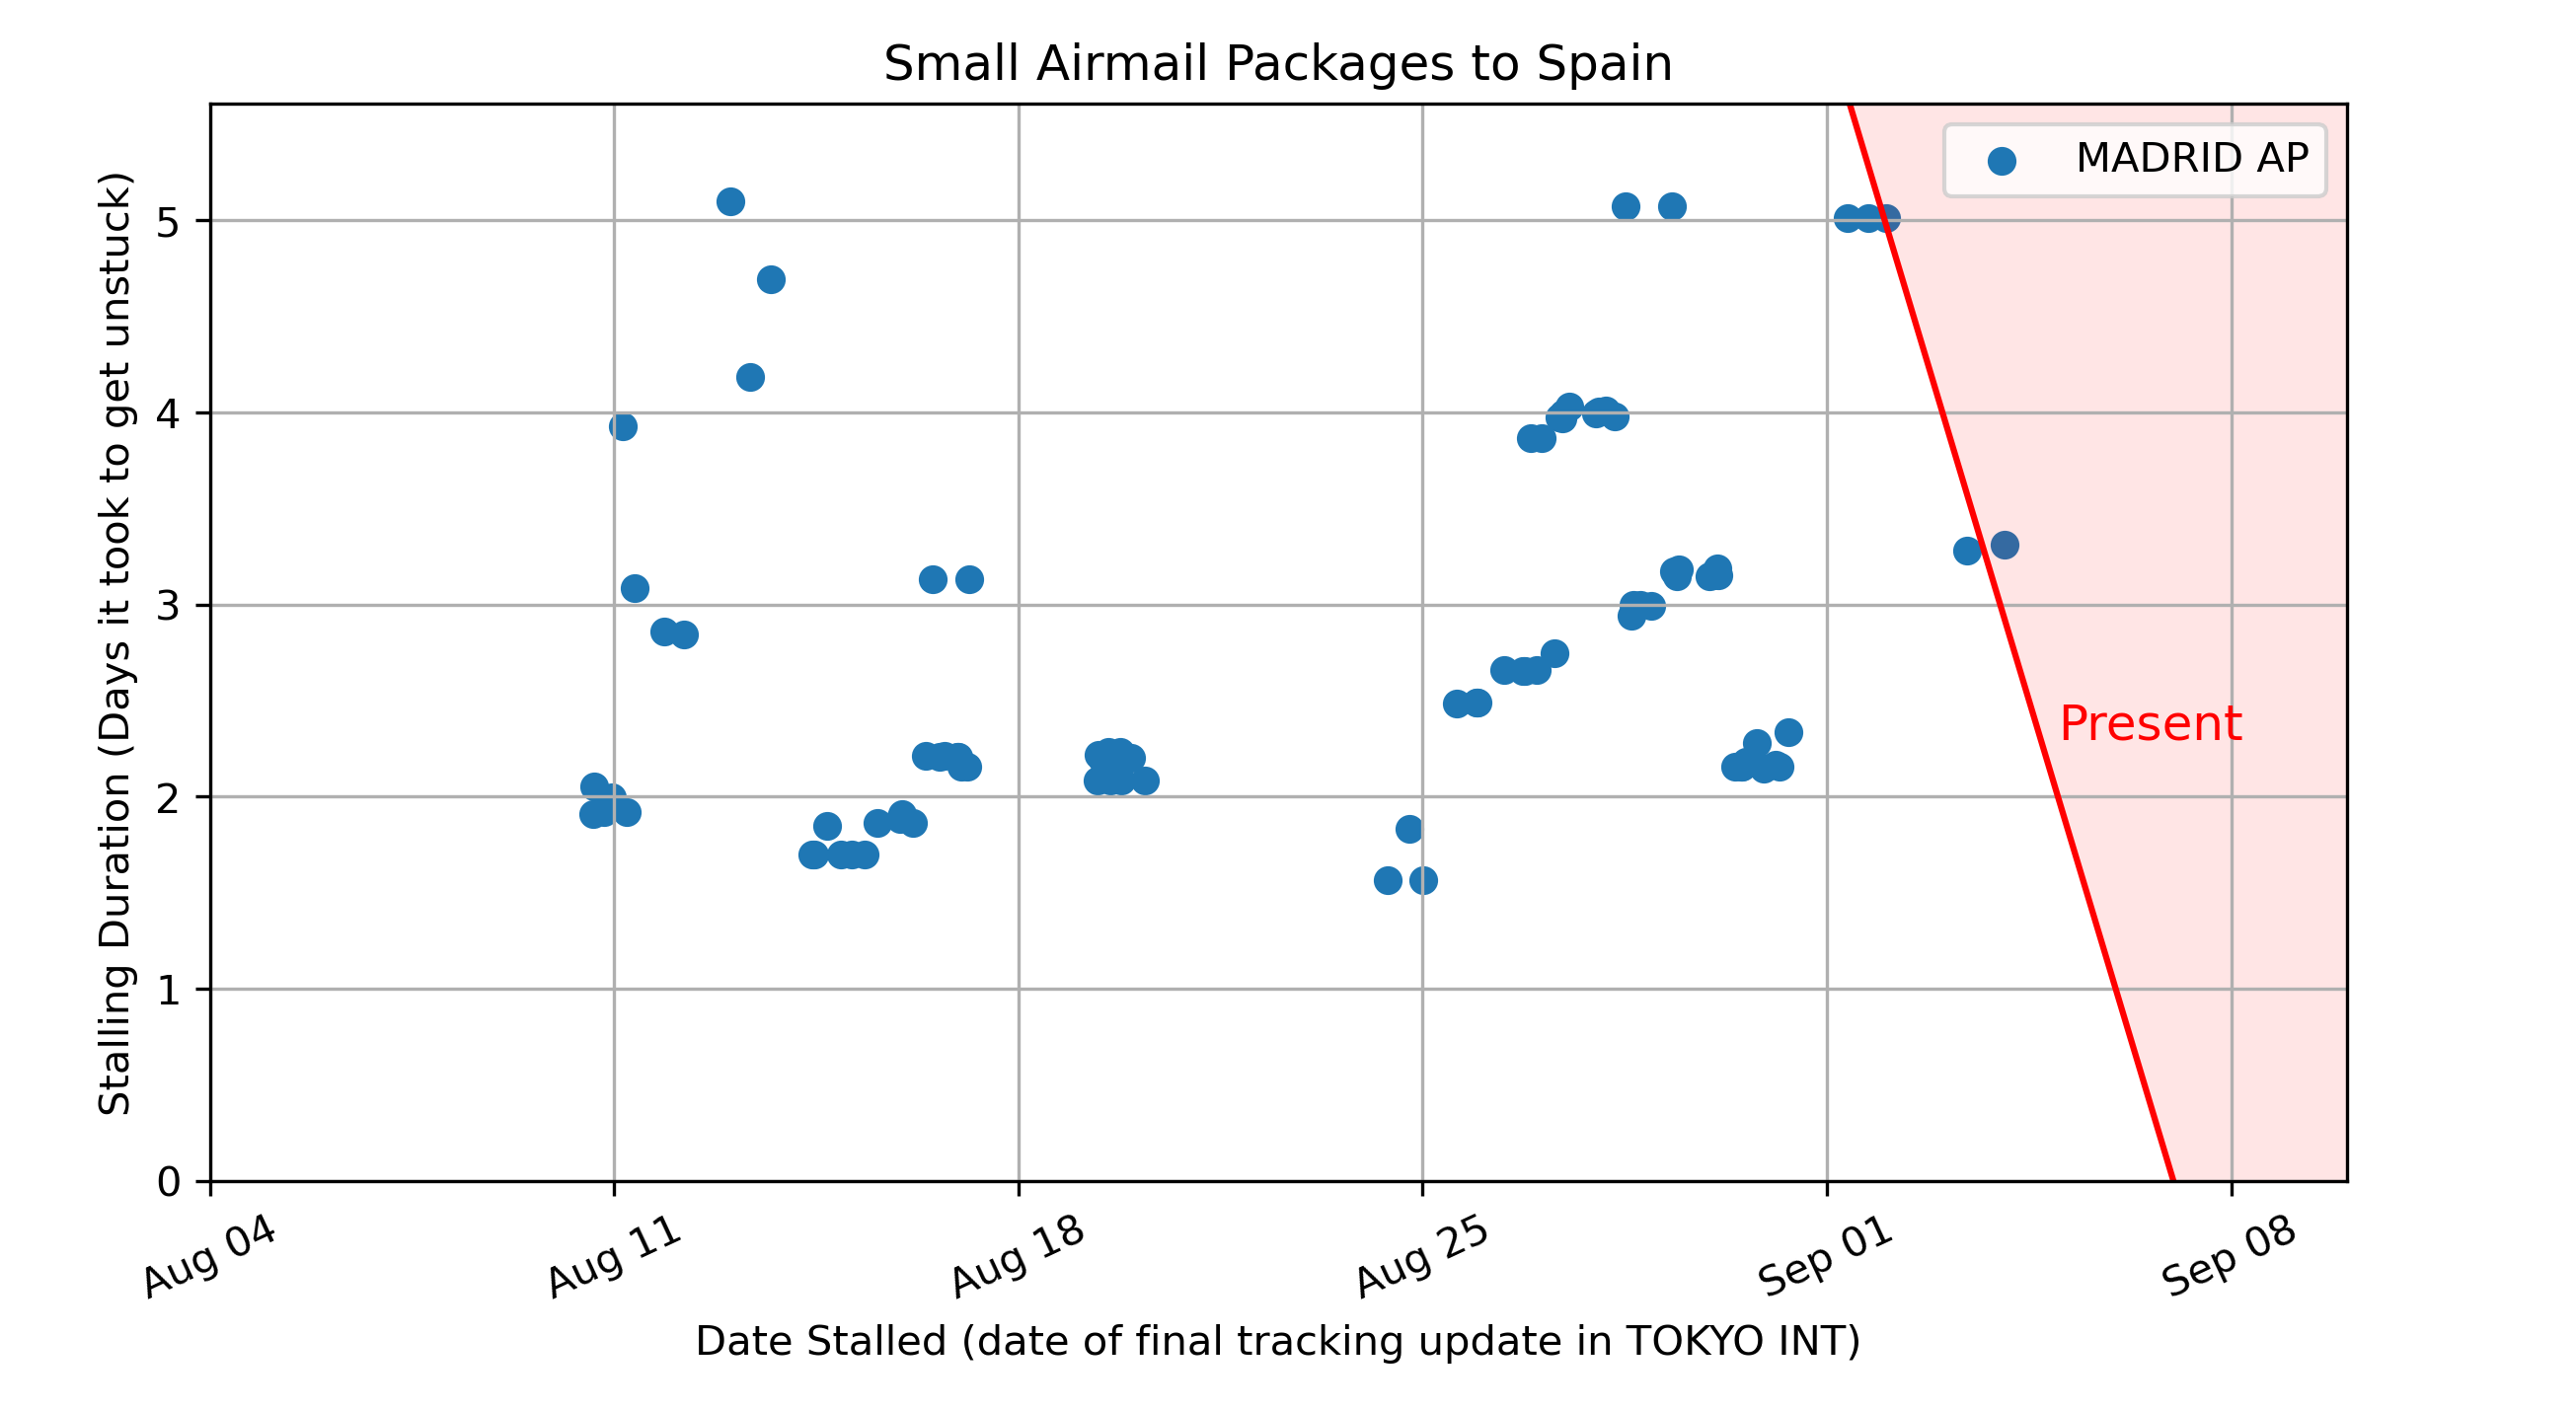 Small Airmail Packages to Spain
MADRID AP
Stalling Duration (Days it took to get unstuck)
5
4
3
2
1
0
Present
Aug 04
Aug 11
Aug 18
Aug 25
Sep 01
Sep 08
Date Stalled (date of final tracking update in TOKYO INT)